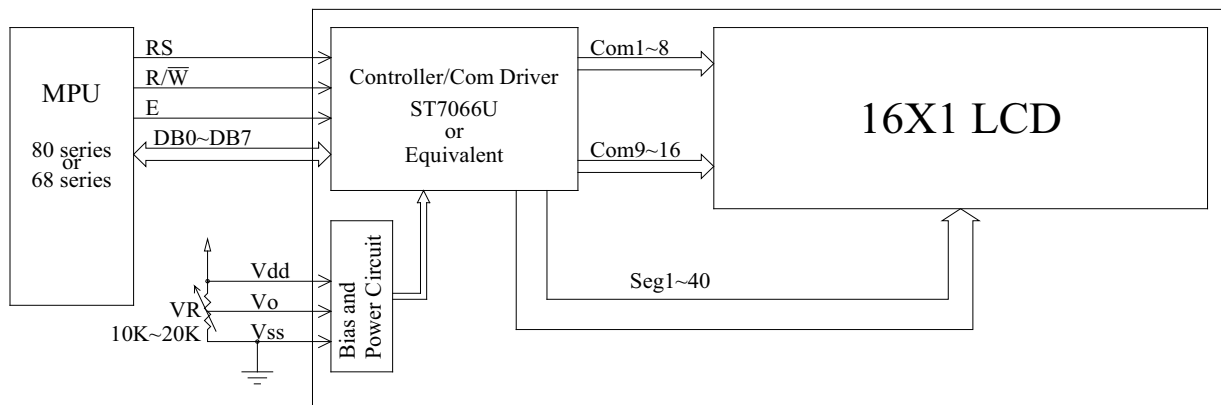 MPU
80 series
or
68 series
RS
R/W̅
E
DB0~DB7
Controller/Com Driver
ST7066U
or
Equivalent
Com1~8
Com9~16
16X1 LCD
Seg1~40
Vdd
Vo
Vss
VR
10K~20K
Bias and
Power Circuit